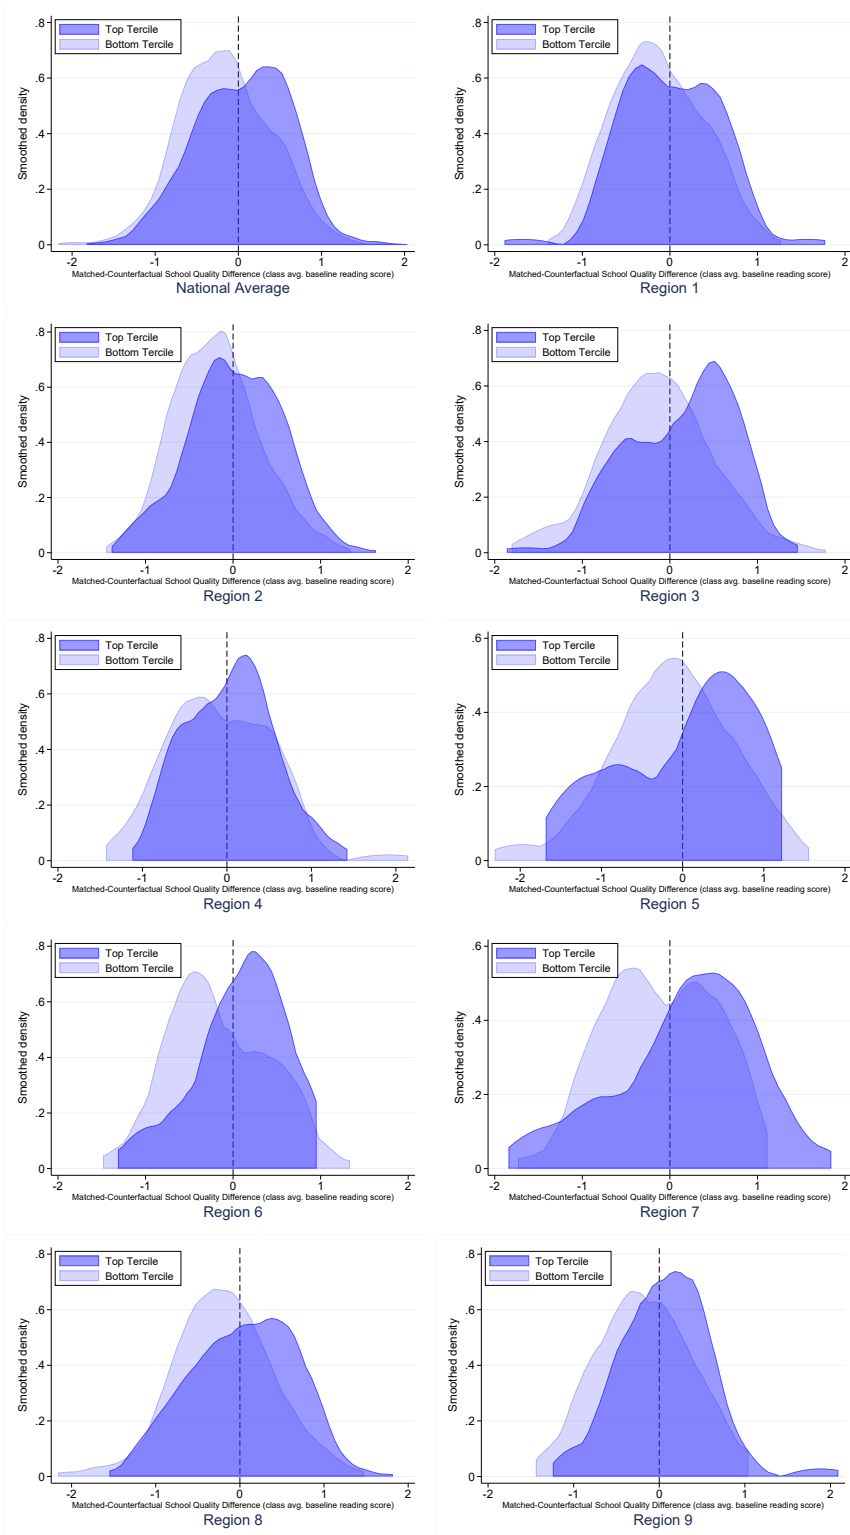 Top Tercile
Bottom Tercile
Smoothed density
.8
.6
.4
.2
0
-2 -1 0 1 2
Matched-Counterfactual School Quality Difference (class avg. baseline reading score)
National Average
Top Tercile
Bottom Tercile
Smoothed density
.8
.6
.4
.2
0
-2 -1 0 1 2
Matched-Counterfactual School Quality Difference (class avg. baseline reading score)
Region 1
Top Tercile
Bottom Tercile
Smoothed density
.8
.6
.4
.2
0
-2 -1 0 1 2
Matched-Counterfactual School Quality Difference (class avg. baseline reading score)
Region 2
Top Tercile
Bottom Tercile
Smoothed density
.8
.6
.4
.2
0
-2 -1 0 1 2
Matched-Counterfactual School Quality Difference (class avg. baseline reading score)
Region 3
Top Tercile
Bottom Tercile
Smoothed density
.8
.6
.4
.2
0
-2 -1 0 1 2
Matched-Counterfactual School Quality Difference (class avg. baseline reading score)
Region 4
Top Tercile
Bottom Tercile
Smoothed density
.6
.4
.2
0
-2 -1 0 1 2
Matched-Counterfactual School Quality Difference (class avg. baseline reading score)
Region 5
Top Tercile
Bottom Tercile
Smoothed density
.8
.6
.4
.2
0
-2 -1 0 1 2
Matched-Counterfactual School Quality Difference (class avg. baseline reading score)
Region 6
Top Tercile
Bottom Tercile
Smoothed density
.6
.4
.2
0
-2 -1 0 1 2
Matched-Counterfactual School Quality Difference (class avg. baseline reading score)
Region 7
Top Tercile
Bottom Tercile
Smoothed density
.8
.6
.4
.2
0
-2 -1 0 1 2
Matched-Counterfactual School Quality Difference (class avg. baseline reading score)
Region 8
Top Tercile
Bottom Tercile
Smoothed density
.8
.6
.4
.2
0
-2 -1 0 1 2
Matched-Counterfactual School Quality Difference (class avg. baseline reading score)
Region 9